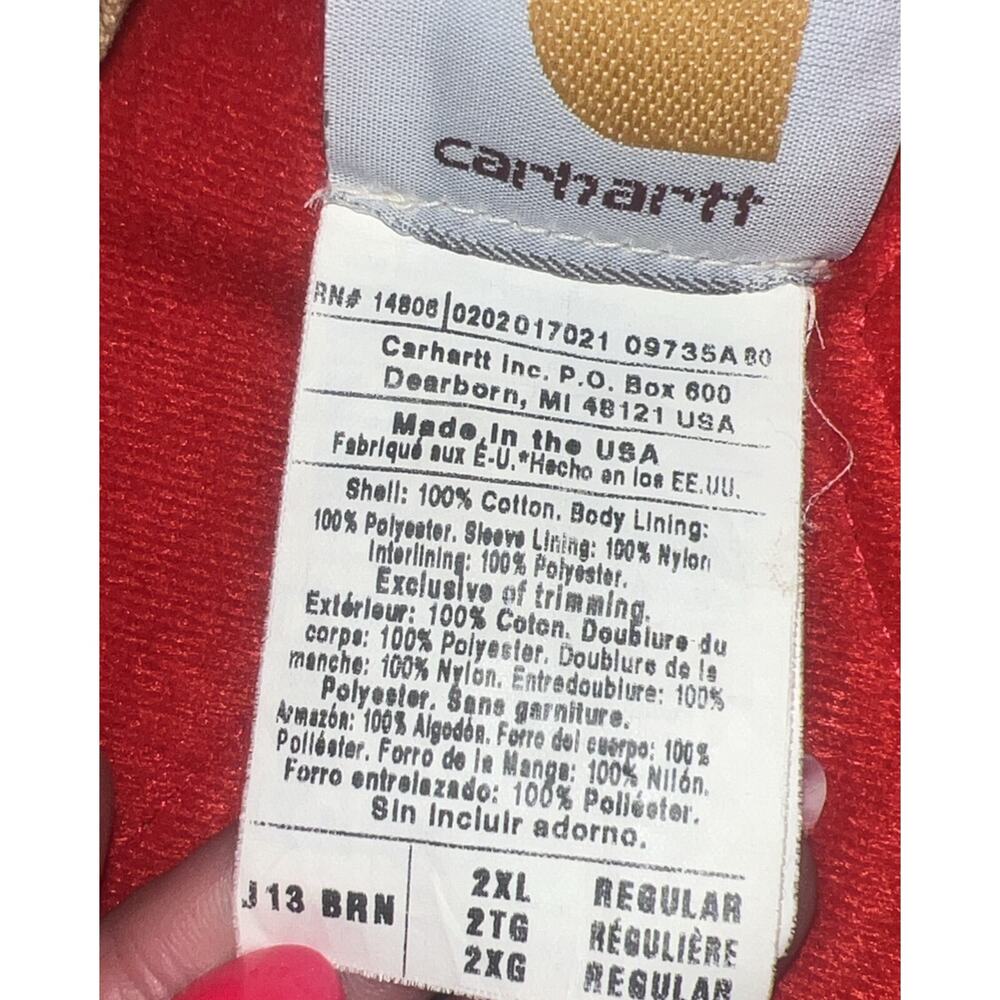 carhartt
RN# 14806 0202017021 09735A 80
Carhartt Inc. P.O. Box 600
Dearborn, MI 48121 USA
Made in the USA
Fabriqué aux É-U.*Hecho en los EE.UU.
Shell: 100% Cotton. Body Lining:
100% Polyester. Sleeve Lining: 100% Nylon
Interlining: 100% Polyester.
Exclusive of trimming.
Extérieur: 100% Coton. Doublure du
corps: 100% Polyester. Doublure de la
manche: 100% Nylon. Entredoublure: 100%
Polyester. Sans garniture.
Armazón: 100% Algodón. Forro del cuerpo: 100%
Poliéster. Forro de la Manga: 100% Nilón.
Forro entrelazado: 100% Poliéster.
Sin incluir adorno.
J13 BRN 2XL REGULAR
2TG RÉGULIÈRE
2XG REGULAR